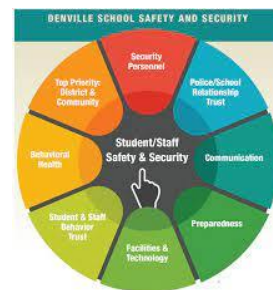 DENVILLE SCHOOL SAFETY AND SECURITY
Security
Personnel
Police/School
Relationship
Trust
Communisation
Preparedness
Facilities &
Technology
Student & Staff
Behavior
Trust
Behavioral
Health
Top Priority:
District &
Community
Student/Staff
Safety & Security